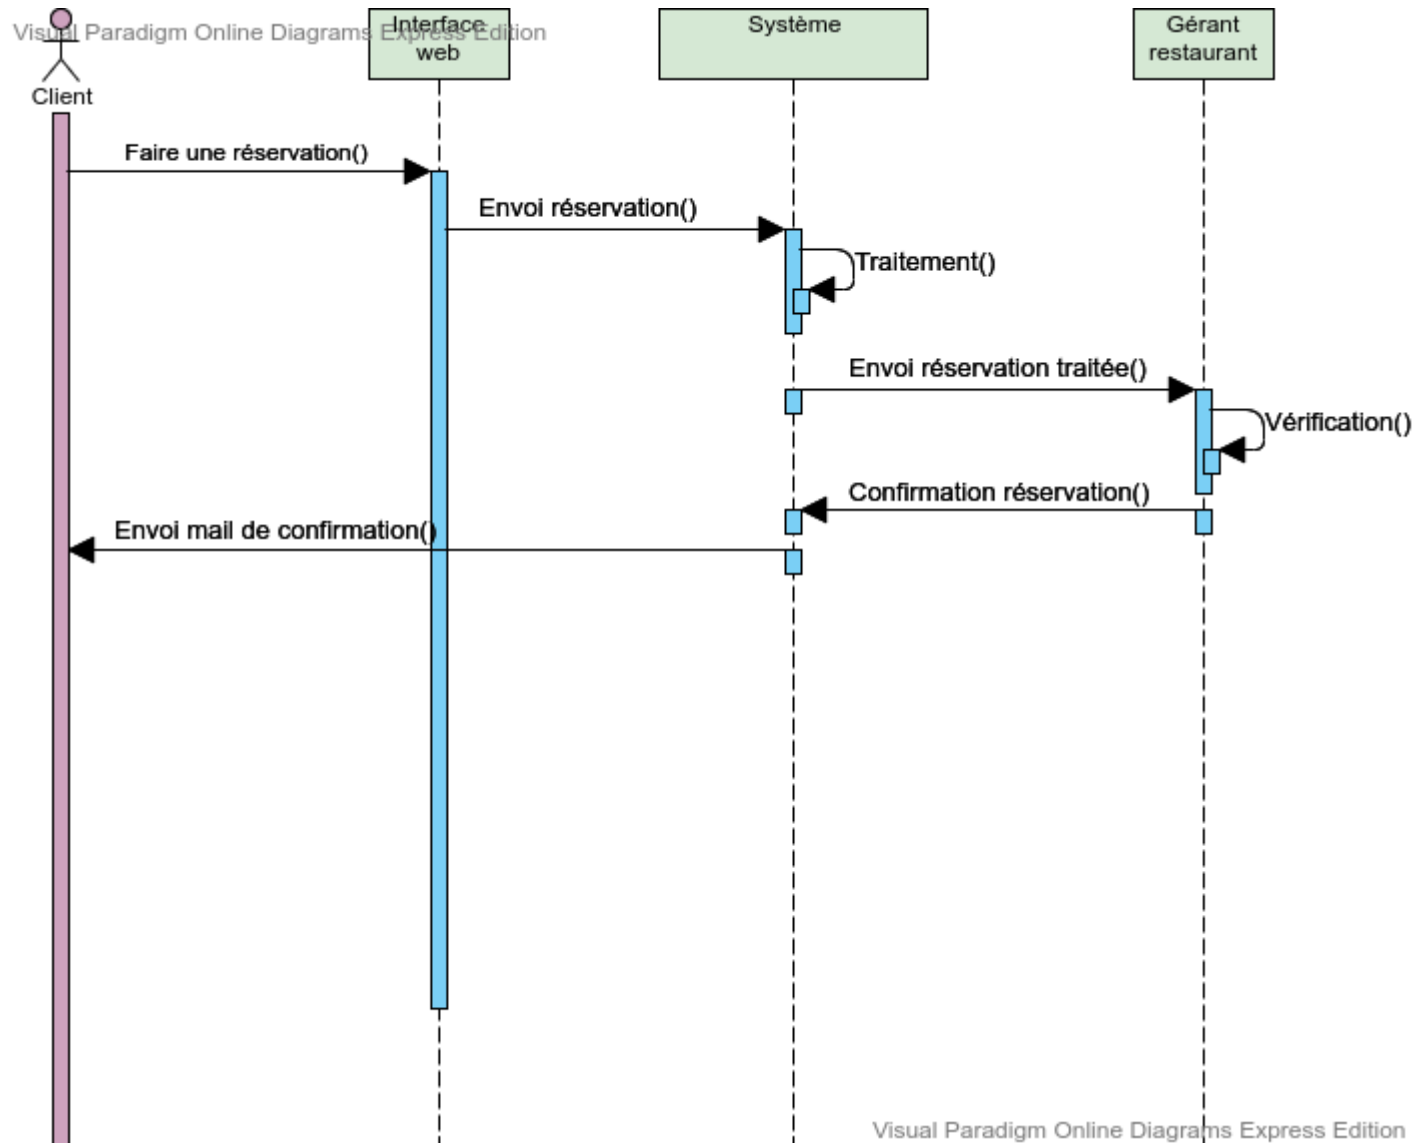 Visual Paradigm Online Diagrams Express Edition
Interface
web
Système
Gérant
restaurant
Client
Faire une réservation()
Envoi réservation()
Traitement()
Envoi réservation traitée()
Vérification()
Confirmation réservation()
Envoi mail de confirmation()
Visual Paradigm Online Diagrams Express Edition